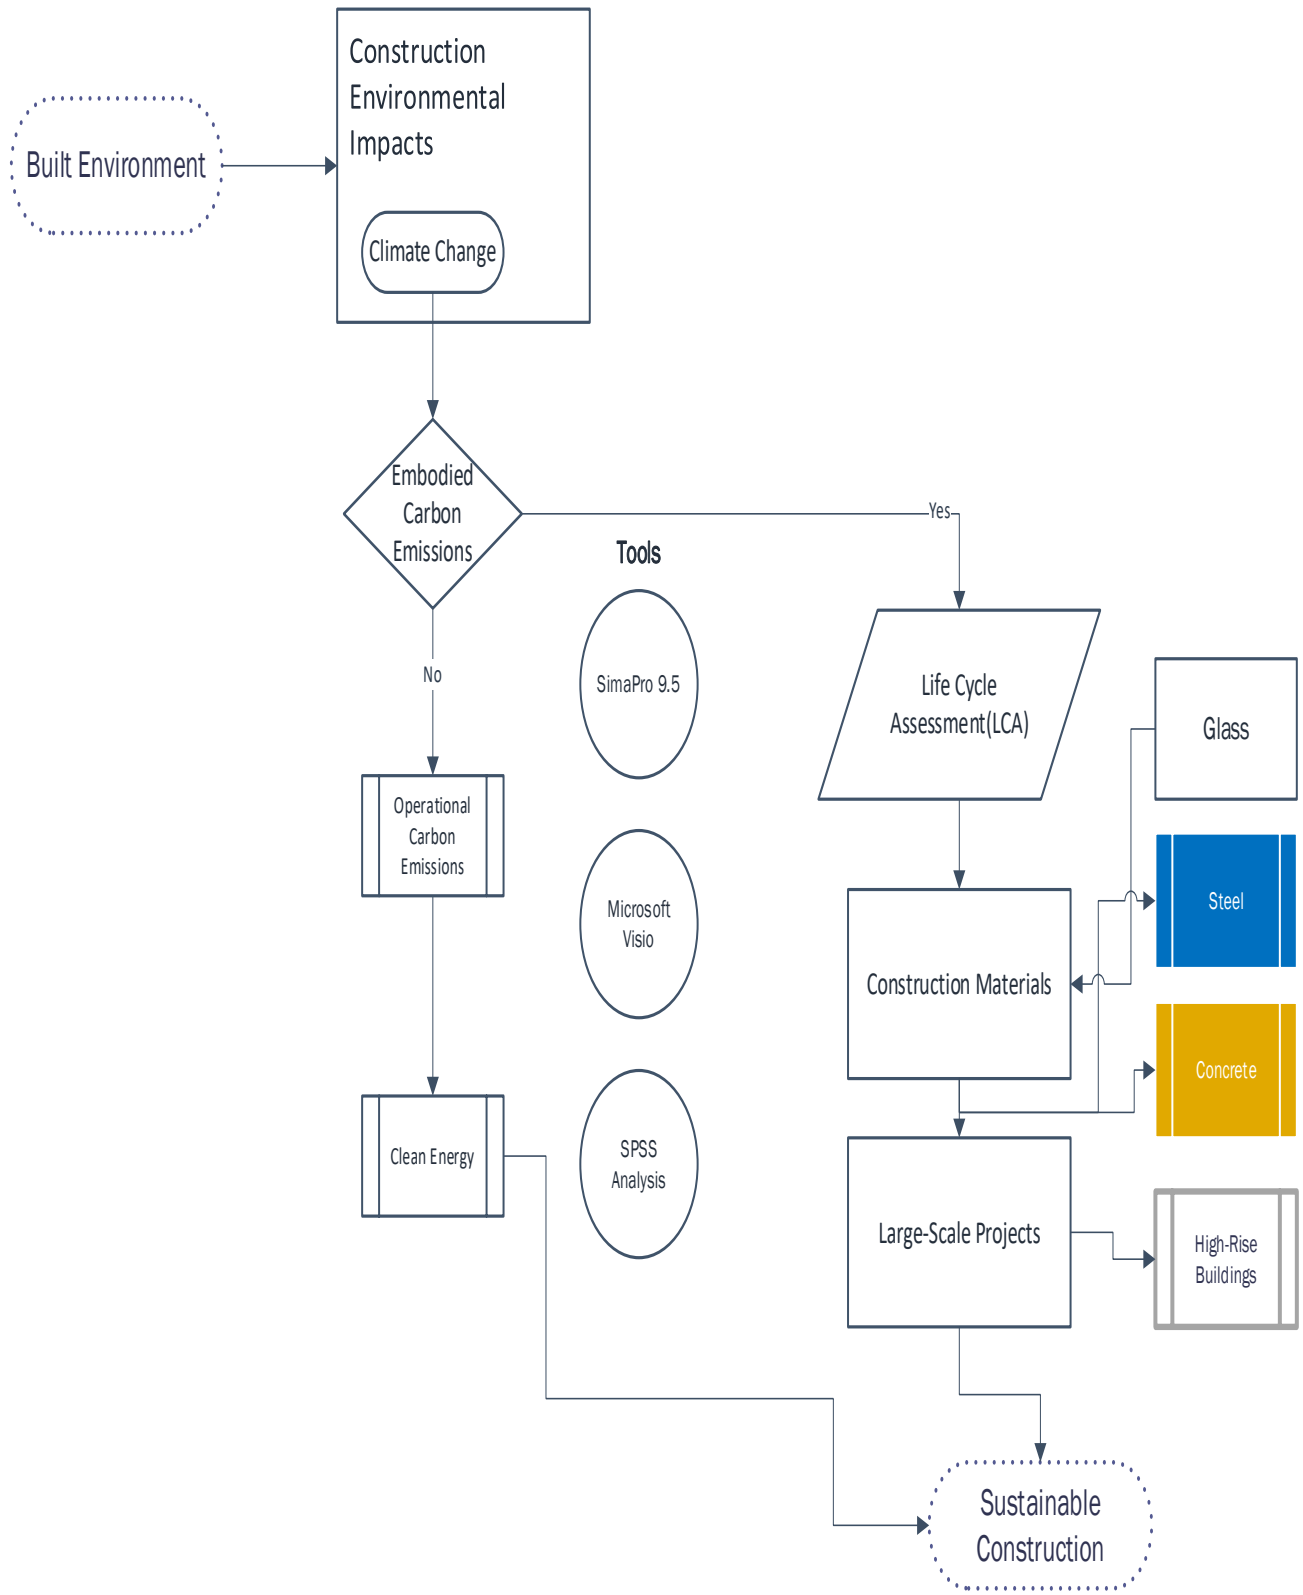 Construction
Environmental
Impacts
Built Environment
Climate Change
Embodied
Carbon
Emissions
Yes
Tools
No
SimaPro 9.5
Life Cycle
Assessment(LCA)
Glass
Operational
Carbon
Emissions
Microsoft
Visio
Steel
Construction Materials
Concrete
Clean Energy
SPSS
Analysis
Large-Scale Projects
High-Rise
Buildings
Sustainable
Construction